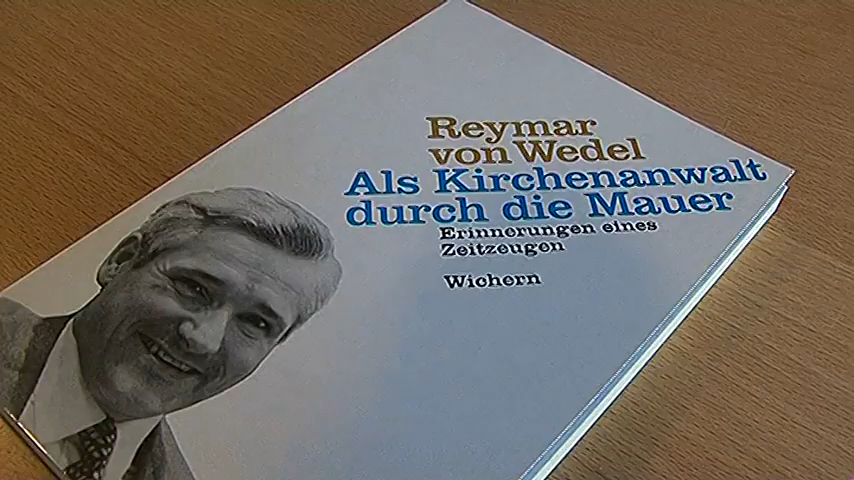 Reymar
von Wedel
Als Kirchenanwalt
durch die Mauer
Erinnerungen eines
Zeitzeugen
Wichern